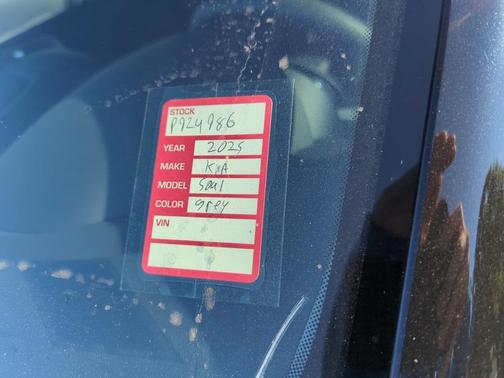 STOCK
P924986
YEAR 2025
MAKE KIA
MODEL Soul
COLOR grey
VIN